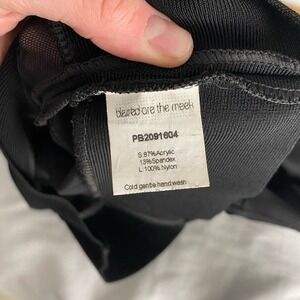 blessed are the meek
PB2091604
S:87%Acrylic
13%Spandex
L:100%Nylon
Cold gentle hand wash